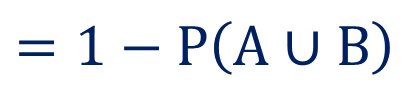 = 1 − P(A ∪ B)